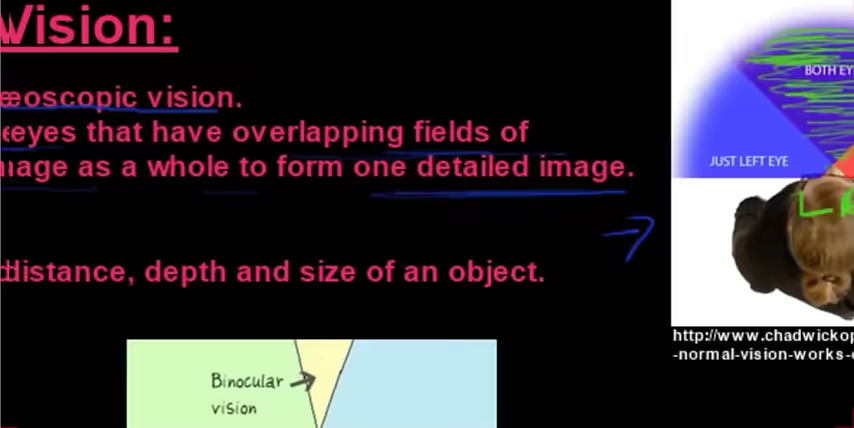 Vision:
eoscopic vision.
eyes that have overlapping fields of
mage as a whole to form one detailed image.
distance, depth and size of an object.
BOTH EY
JUST LEFT EYE
L
http://www.chadwickop
-normal-vision-works-
Binocular
vision